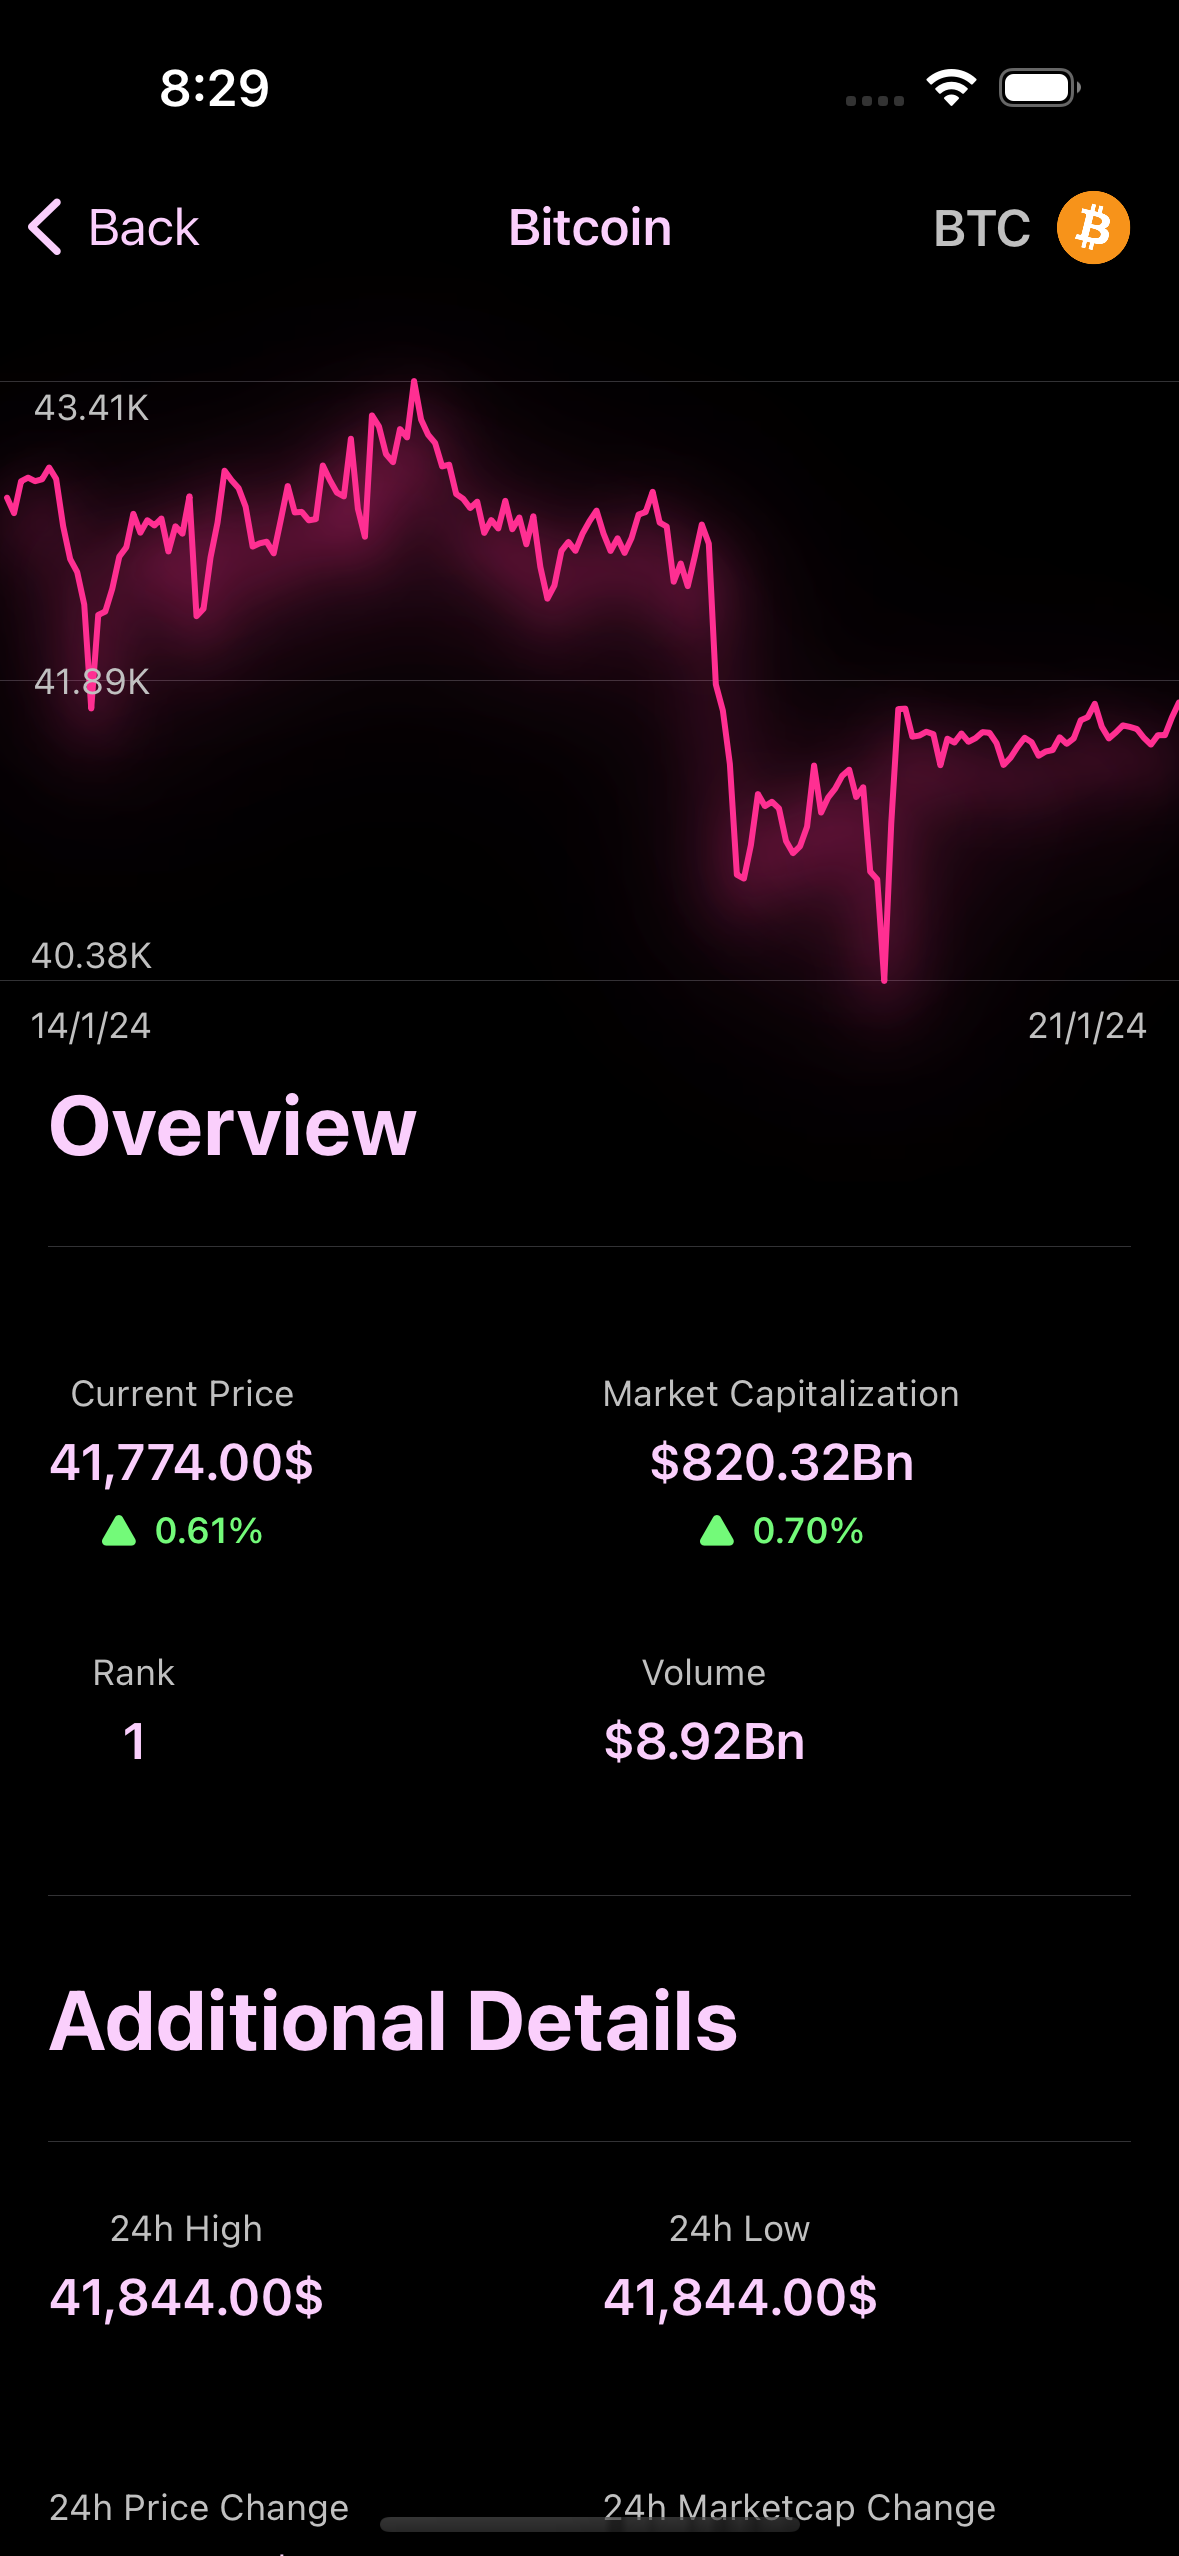 8:29
Back Bitcoin BTC
43.41K
41.89K
40.38K
14/1/24 21/1/24
Overview
Current Price Market Capitalization
41,774.00$ $820.32Bn
0.61% 0.70%
Rank Volume
1 $8.92Bn
Additional Details
24h High 24h Low
41,844.00$ 41,844.00$
24h Price Change 24h Marketcap Change